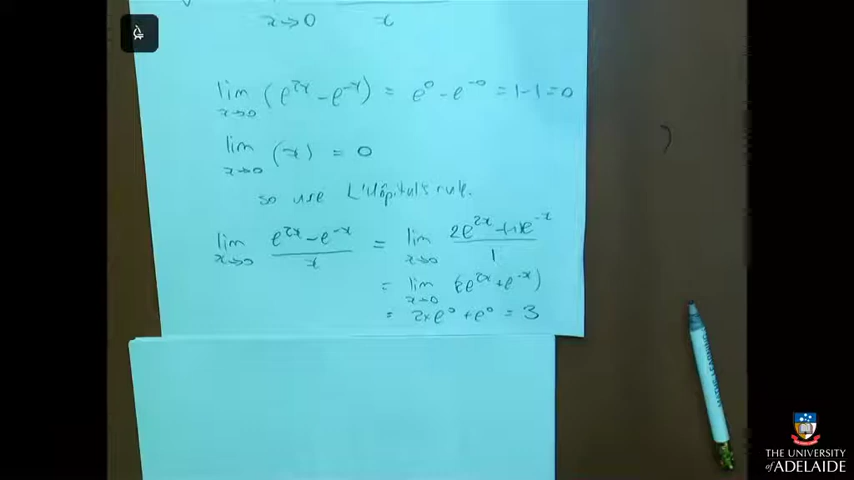 x→0 x
lim (e^{2x} - e^{-x}) = e^0 - e^{-0} = 1-1 = 0
x→0
lim (x) = 0
x→0
so use L'Hôpital's rule.
lim e^{2x} - e^{-x} / x = lim 2e^{2x} -(-1)e^{-x} / 1
x→0 x→0
= lim (2e^{2x} + e^{-x})
x→0
= 2×e^0 + e^0 = 3
THE UNIVERSITY
of ADELAIDE